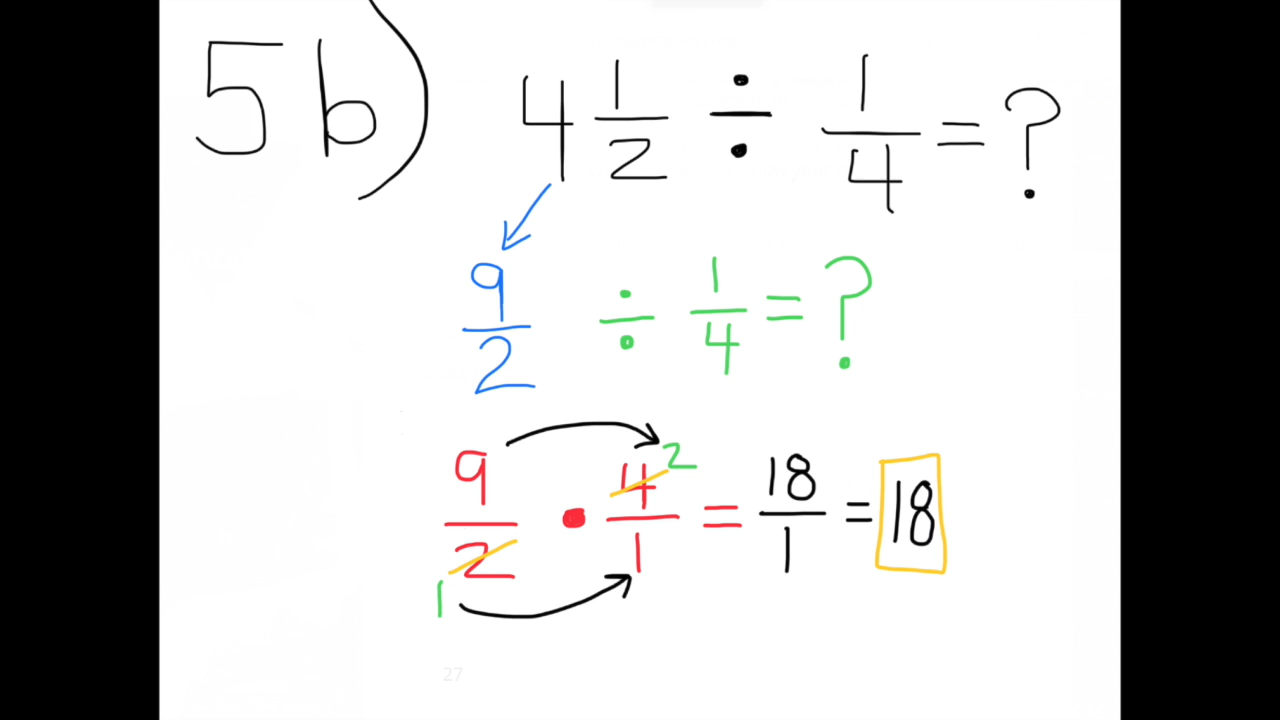 5b) 4 1/2 ÷ 1/4 = ?
9/2 ÷ 1/4 = ?
9/2 • 4/1 = 18/1 = 18
2
1
27